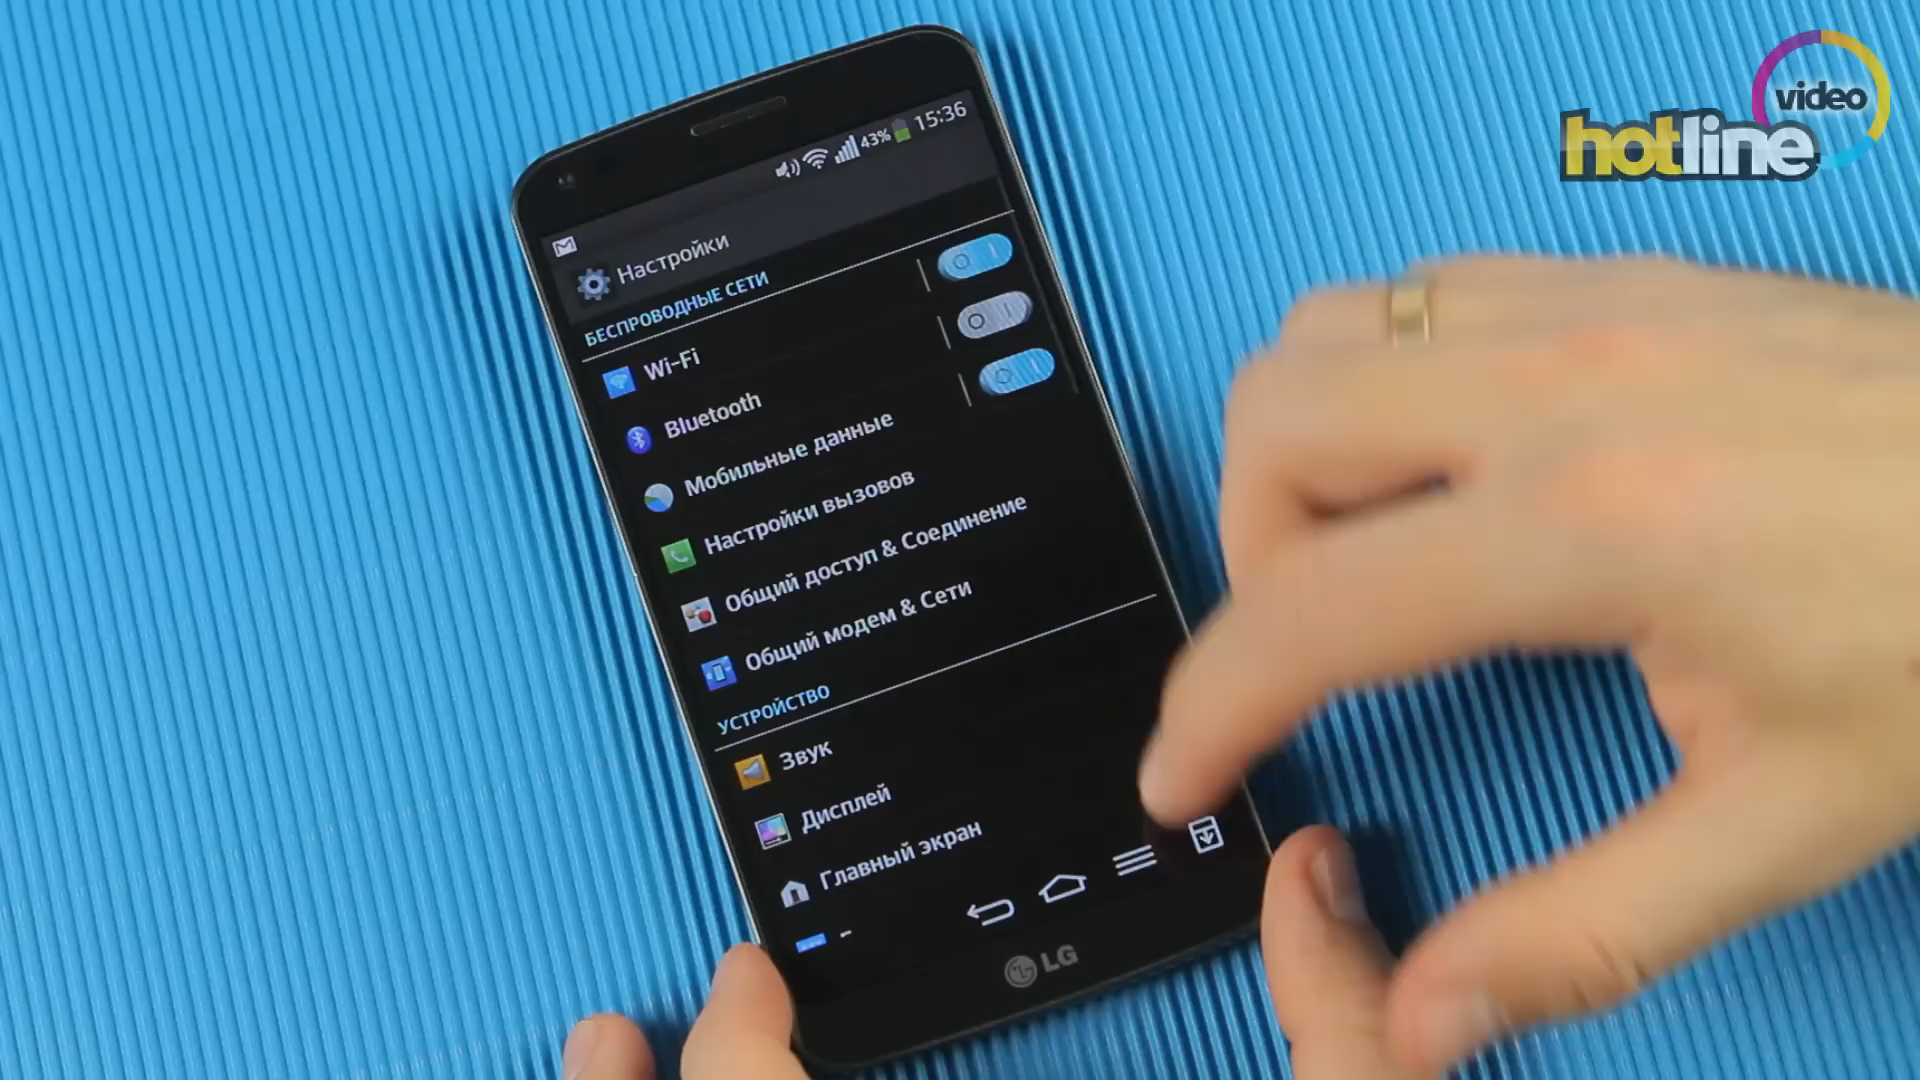 video
hotline
43% 15:36
Настройки
БЕСПРОВОДНЫЕ СЕТИ
Wi-Fi
Bluetooth
Мобильные данные
Настройки вызовов
Общий доступ & Соединение
Общий модем & Сети
УСТРОЙСТВО
Звук
Дисплей
Главный экран
LG